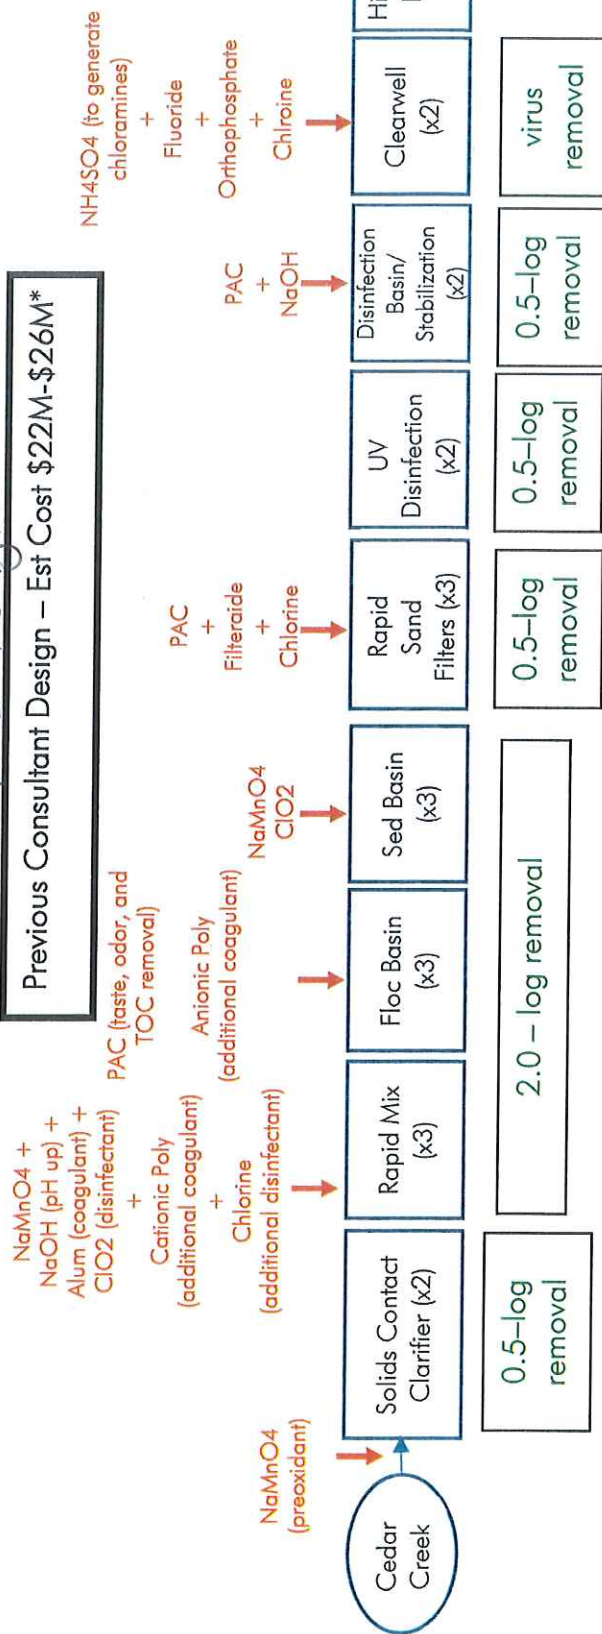 Previous Consultant Design – Est Cost $22M-$26M*
NaMnO4
(preoxidant)
NaMnO4 +
NaOH (pH up) +
Alum (coagulant) +
ClO2 (disinfectant)
+
Cationic Poly
(additional coagulant)
+
Chlorine
(additional disinfectant)
PAC (taste, odor, and
TOC removal)
Anionic Poly
(additional coagulant)
NaMnO4
ClO2
PAC
+
Filteraide
+
Chlorine
PAC
+
NaOH
NH4SO4 (to generate
chloramines)
+
Fluoride
+
Orthophosphate
+
Chlroine
Cedar
Creek
Solids Contact
Clarifier (x2)
Rapid Mix
(x3)
Floc Basin
(x3)
Sed Basin
(x3)
Rapid
Sand
Filters (x3)
UV
Disinfection
(x2)
Disinfection
Basin/
Stabilization
(x2)
Clearwell
(x2)
Hi
0.5–log
removal
2.0 – log removal
0.5–log
removal
0.5–log
removal
0.5–log
removal
virus
removal